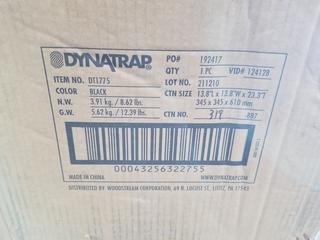 DYNATRAP®
PO# 192417
QTY 1 PC VID# 124128
ITEM NO. DT1775
LOT NO. 211210
COLOR BLACK
CTN SIZE 13.8"L x 13.8"W x 23.3"T
345 x 345 x 610 mm
N.W. 3.91 kg / 8.62 lbs.
G.W. 5.62 kg / 12.39 lbs.
CTN NO. 319 887
00043256322755
MADE IN CHINA
WWW.DYNATRAP.COM
DISTRIBUTED BY WOODSTREAM CORPORATION, 69 N. LOCUST ST, LITITZ, PA 17543